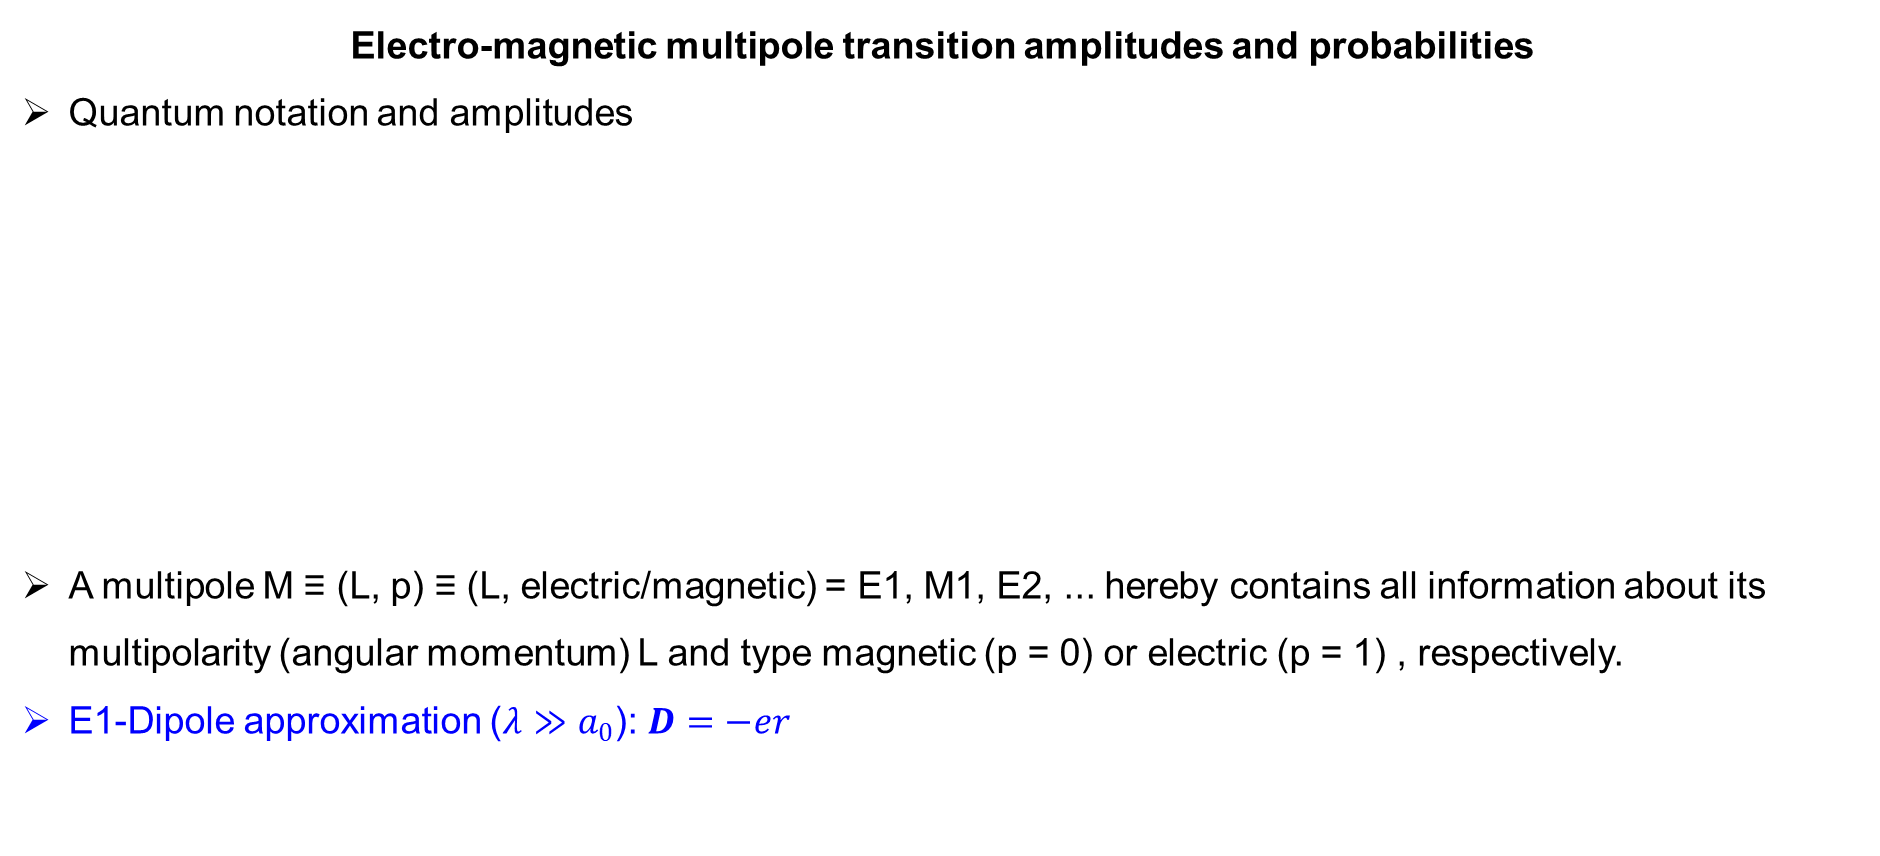 Electro-magnetic multipole transition amplitudes and probabilities
➢ Quantum notation and amplitudes
➢ A multipole M ≡ (L, p) ≡ (L, electric/magnetic) = E1, M1, E2, ... hereby contains all information about its
multipolarity (angular momentum) L and type magnetic (p = 0) or electric (p = 1) , respectively.
➢ E1-Dipole approximation (λ ≫ a₀): D = −er